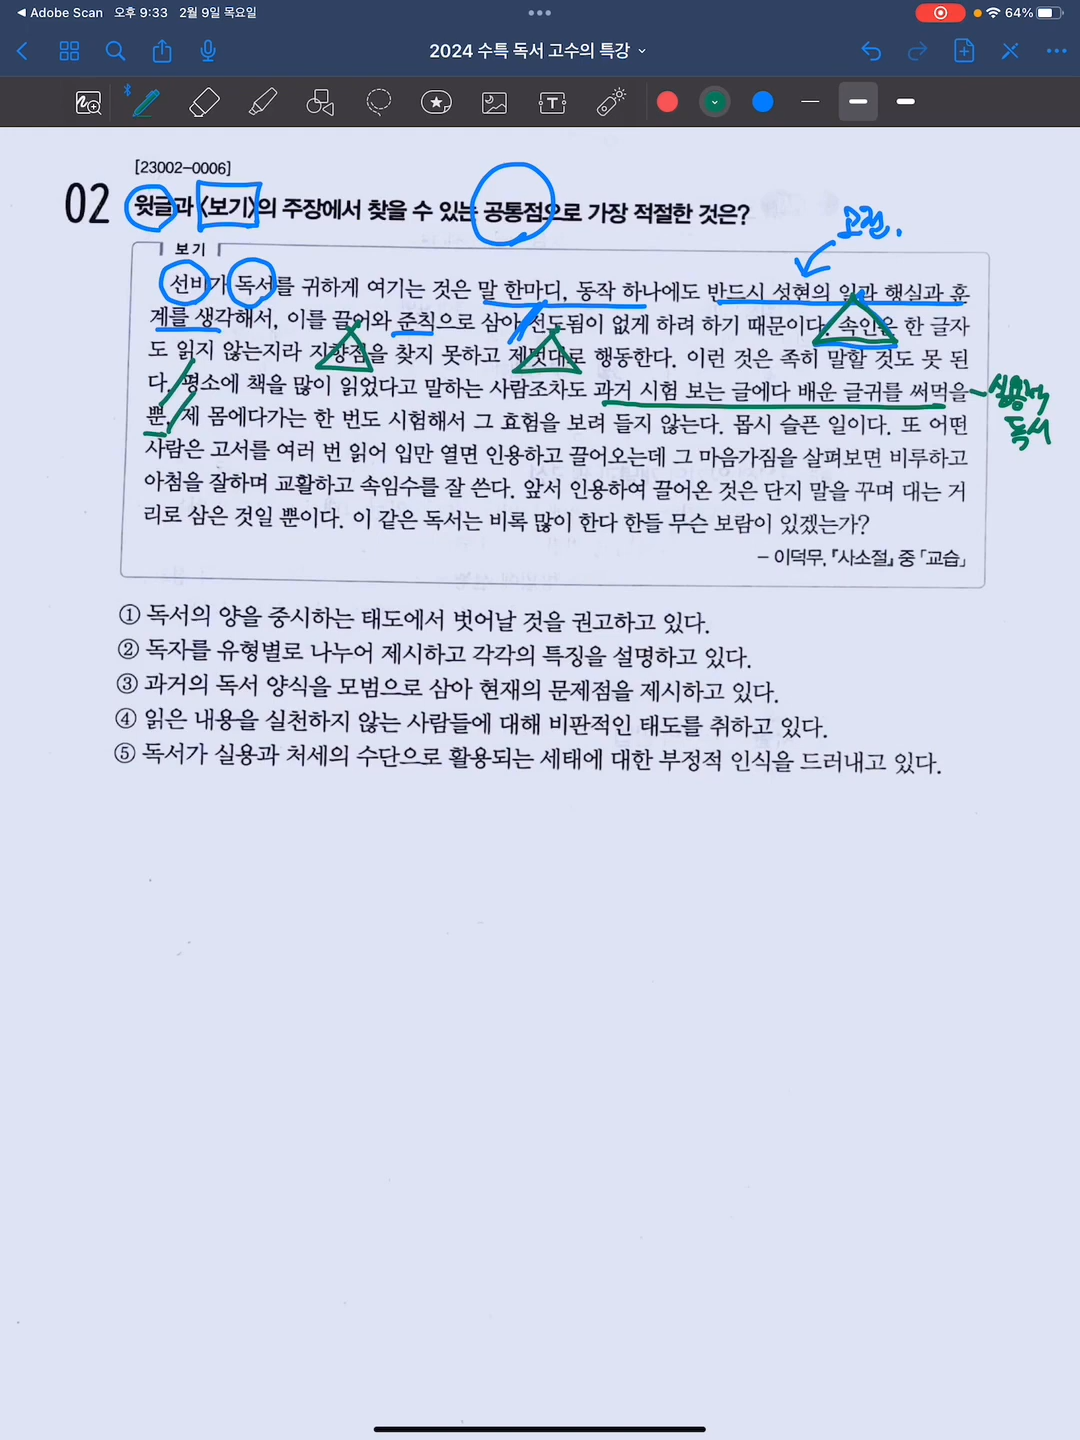 Adobe Scan 오후 9:33 2월 9일 목요일 64%
2024 수특 독서 고수의 특강
[23002-0006]
02 윗글과 〈보기〉의 주장에서 찾을 수 있는 공통점으로 가장 적절한 것은?
고전.
보기
선비가 독서를 귀하게 여기는 것은 말 한마디, 동작 하나에도 반드시 성현의 일과 행실과 훈
계를 생각해서, 이를 끌어와 준칙으로 삼아 전도됨이 없게 하려 하기 때문이다. 속인은 한 글자
도 읽지 않는지라 지향점을 찾지 못하고 제멋대로 행동한다. 이런 것은 족히 말할 것도 못 된
다. 평소에 책을 많이 읽었다고 말하는 사람조차도 과거 시험 보는 글에다 배운 글귀를 써먹을
실용적
독서
뿐, 제 몸에다가는 한 번도 시험해서 그 효험을 보려 들지 않는다. 몹시 슬픈 일이다. 또 어떤
사람은 고서를 여러 번 읽어 입만 열면 인용하고 끌어오는데 그 마음가짐을 살펴보면 비루하고
아첨을 잘하며 교활하고 속임수를 잘 쓴다. 앞서 인용하여 끌어온 것은 단지 말을 꾸며 대는 거
리로 삼은 것일 뿐이다. 이 같은 독서는 비록 많이 한다 한들 무슨 보람이 있겠는가?
– 이덕무, 『사소절』 중 「교습」
① 독서의 양을 중시하는 태도에서 벗어날 것을 권고하고 있다.
② 독자를 유형별로 나누어 제시하고 각각의 특징을 설명하고 있다.
③ 과거의 독서 양식을 모범으로 삼아 현재의 문제점을 제시하고 있다.
④ 읽은 내용을 실천하지 않는 사람들에 대해 비판적인 태도를 취하고 있다.
⑤ 독서가 실용과 처세의 수단으로 활용되는 세태에 대한 부정적 인식을 드러내고 있다.